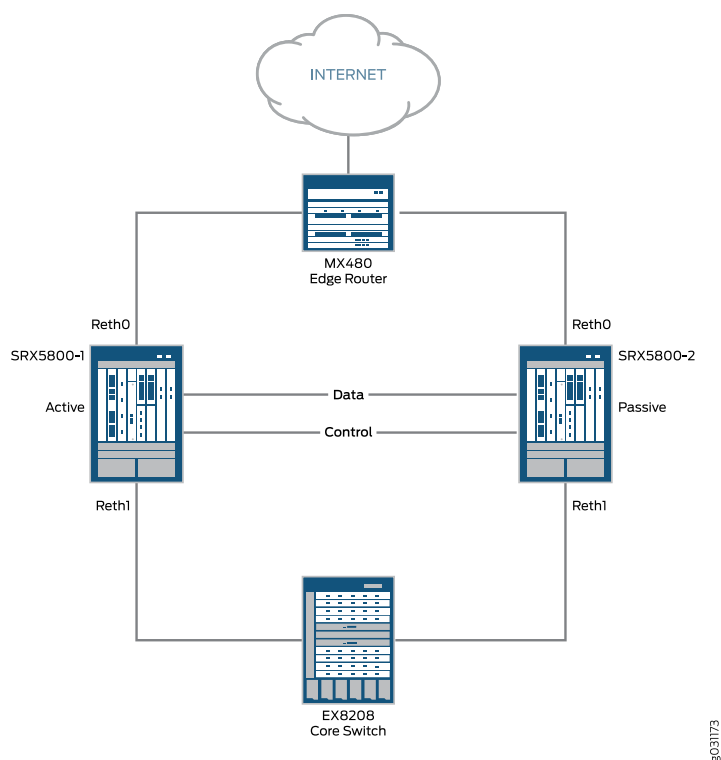 INTERNET
MX480
Edge Router
Reth0
Reth0
SRX5800-1
SRX5800-2
Active
Data
Passive
Control
Reth1
Reth1
EX8208
Core Switch
g031173